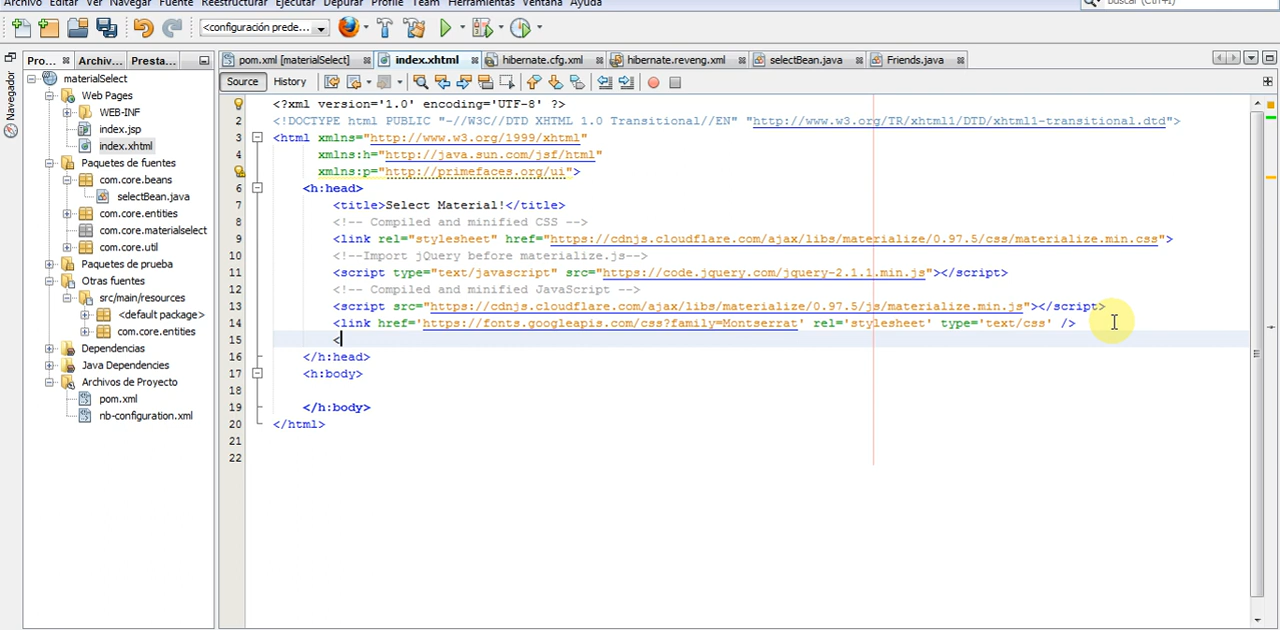 Archivo Editar Ver Navegar Fuente Reestructurar Ejecutar Depurar Profile Team Herramientas Ventana Ayuda
Buscar (Ctrl+I)
<configuración prede...
Pro... Archiv... Presta...
pom.xml [materialSelect] index.xhtml hibernate.cfg.xml hibernate.reveng.xml selectBean.java Friends.java
Source History
Navegador
materialSelect
Web Pages
WEB-INF
index.jsp
index.xhtml
Paquetes de fuentes
com.core.beans
selectBean.java
com.core.entities
com.core.materialselect
com.core.util
Paquetes de prueba
Otras fuentes
src/main/resources
<default package>
com.core.entities
Dependencias
Java Dependencies
Archivos de Proyecto
pom.xml
nb-configuration.xml
<?xml version='1.0' encoding='UTF-8' ?>
2 <!DOCTYPE html PUBLIC "-//W3C//DTD XHTML 1.0 Transitional//EN" "http://www.w3.org/TR/xhtml1/DTD/xhtml1-transitional.dtd">
3 <html xmlns="http://www.w3.org/1999/xhtml"
4 xmlns:h="http://java.sun.com/jsf/html"
xmlns:p="http://primefaces.org/ui">
6 <h:head>
7 <title>Select Material!</title>
8 <!-- Compiled and minified CSS -->
9 <link rel="stylesheet" href="https://cdnjs.cloudflare.com/ajax/libs/materialize/0.97.5/css/materialize.min.css">
10 <!--Import jQuery before materialize.js-->
11 <script type="text/javascript" src="https://code.jquery.com/jquery-2.1.1.min.js"></script>
12 <!-- Compiled and minified JavaScript -->
13 <script src="https://cdnjs.cloudflare.com/ajax/libs/materialize/0.97.5/js/materialize.min.js"></script>
14 <link href='https://fonts.googleapis.com/css?family=Montserrat' rel='stylesheet' type='text/css' />
15 <
16 </h:head>
17 <h:body>
18
19 </h:body>
20 </html>
21
22